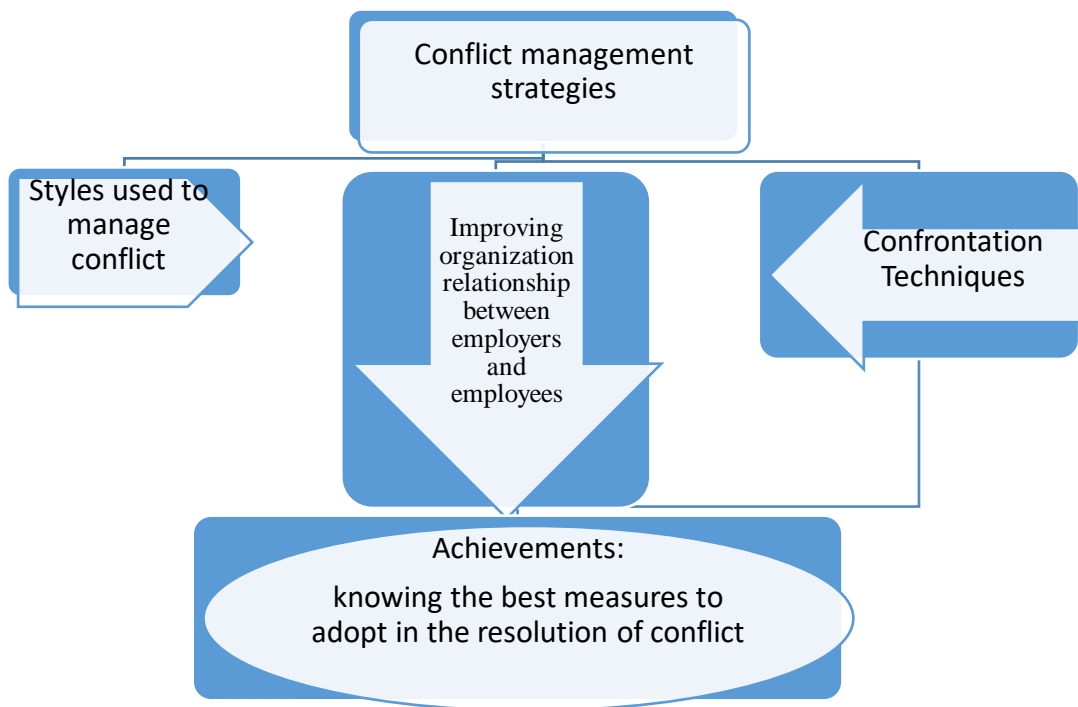 Conflict management
strategies
Styles used to
manage
conflict
Improving
organization
relationship
between
employers
and
employees
Confrontation
Techniques
Achievements:
knowing the best measures to
adopt in the resolution of conflict